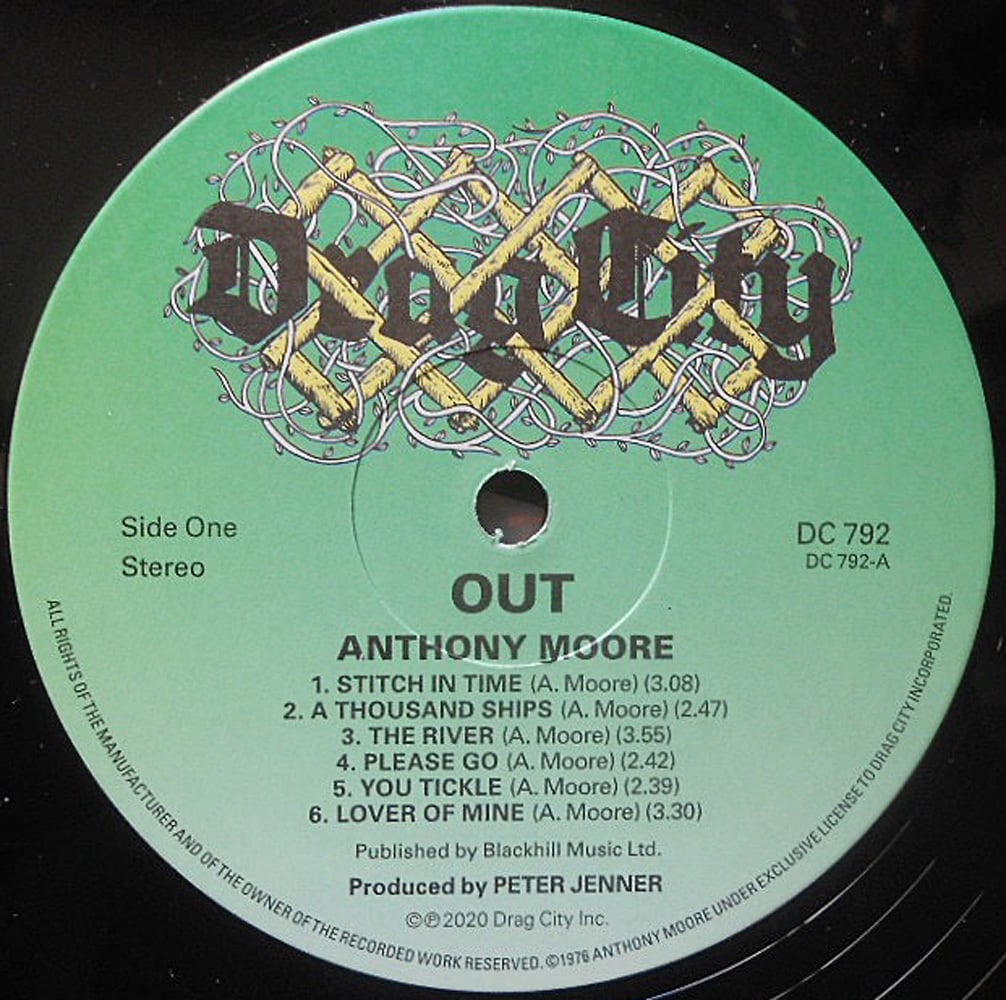 Drag City
Side One
Stereo
DC 792
DC 792-A
OUT
ANTHONY MOORE
1. STITCH IN TIME (A. Moore) (3.08)
2. A THOUSAND SHIPS (A. Moore) (2.47)
3. THE RIVER (A. Moore) (3.55)
4. PLEASE GO (A. Moore) (2.42)
5. YOU TICKLE (A. Moore) (2.39)
6. LOVER OF MINE (A. Moore) (3.30)
Published by Blackhill Music Ltd.
Produced by PETER JENNER
©℗2020 Drag City Inc.
ALL RIGHTS OF THE MANUFACTURER AND OF THE OWNER OF THE RECORDED WORK RESERVED. ©1976 ANTHONY MOORE UNDER EXCLUSIVE LICENSE TO DRAG CITY INCORPORATED.